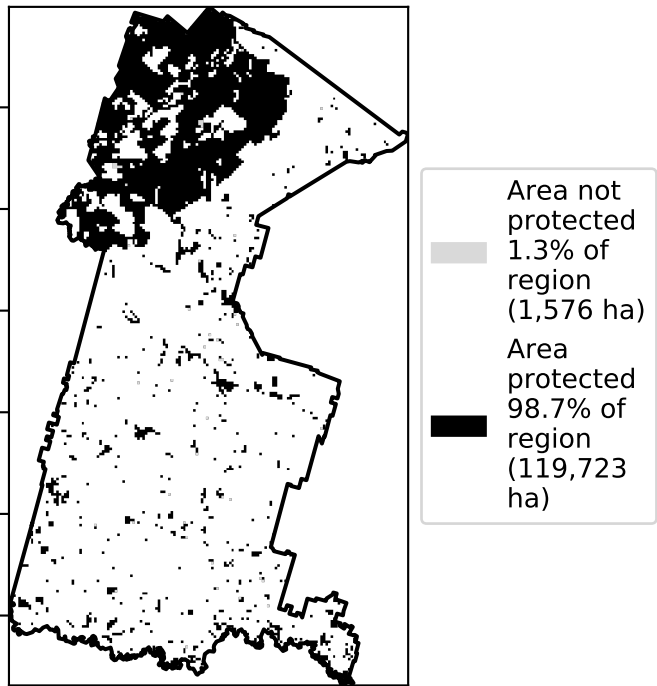 Area not
protected
1.3% of
region
(1,576 ha)
Area
protected
98.7% of
region
(119,723
ha)